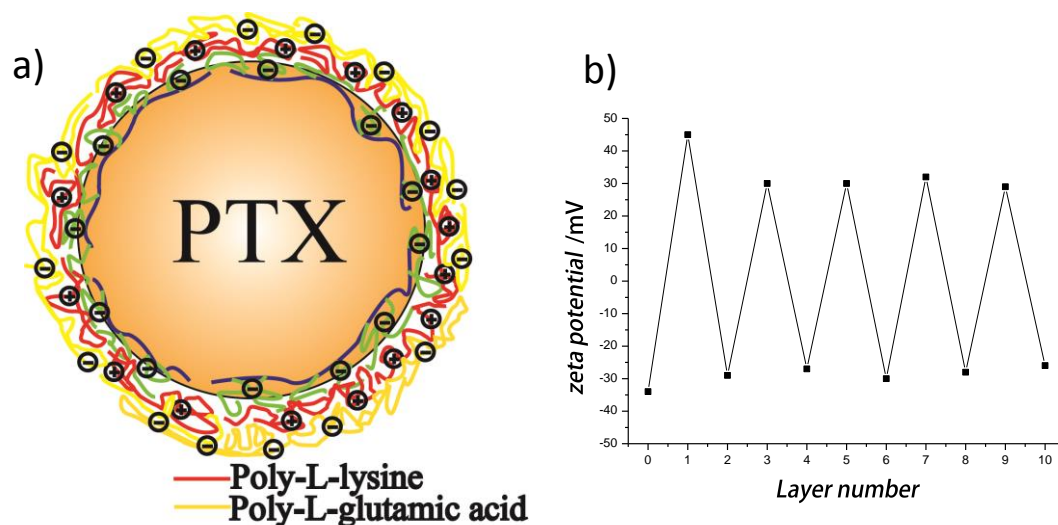 a)
PTX
Poly-L-lysine
Poly-L-glutamic acid
b)
zeta potential /mV
50
40
30
20
10
0
-10
-20
-30
-40
-50
0 1 2 3 4 5 6 7 8 9 10
Layer number